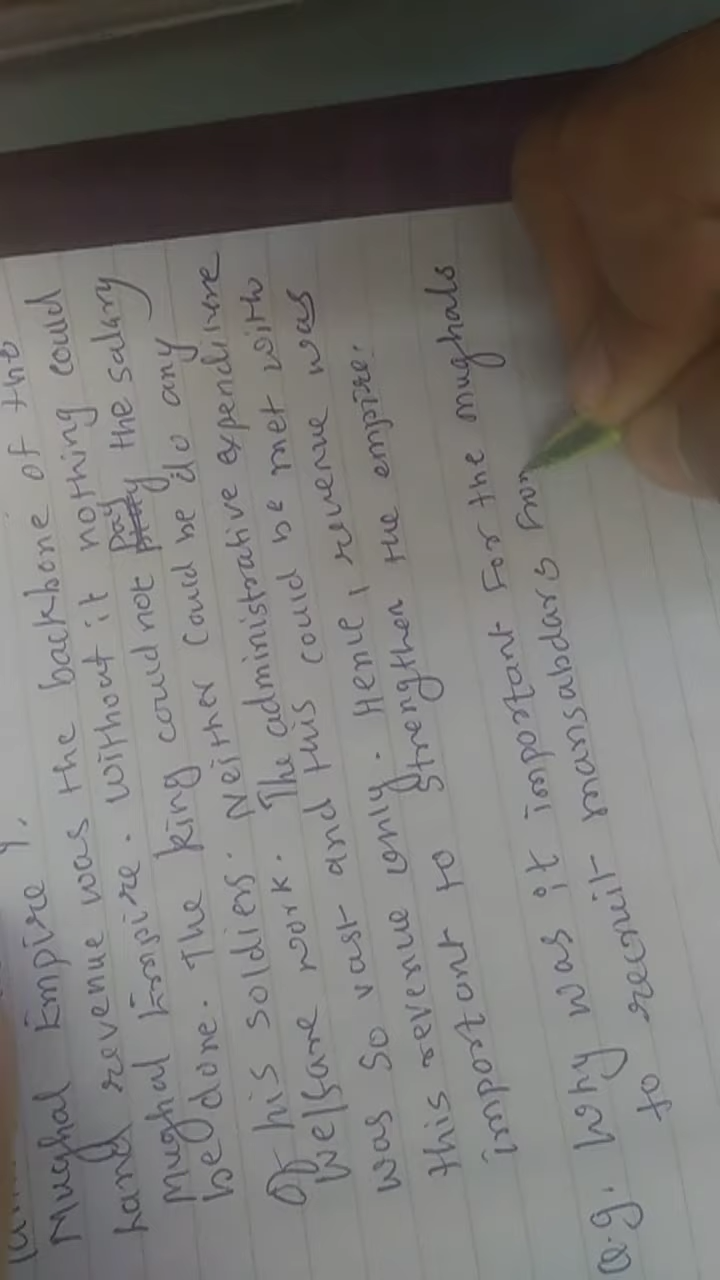 Mughal Empire ?.
Land revenue was the backbone of the
Mughal Empire. without it nothing could
be done. The king could not pay the salary
of his soldiers. Neither could be do any
welfare work. The administrative expenditure
was so vast and this could be met with
this revenue only. Hence, revenue was
important to strengthen the empire.
Q.9. Why was it important for the mughals
to recruit mansabdars from